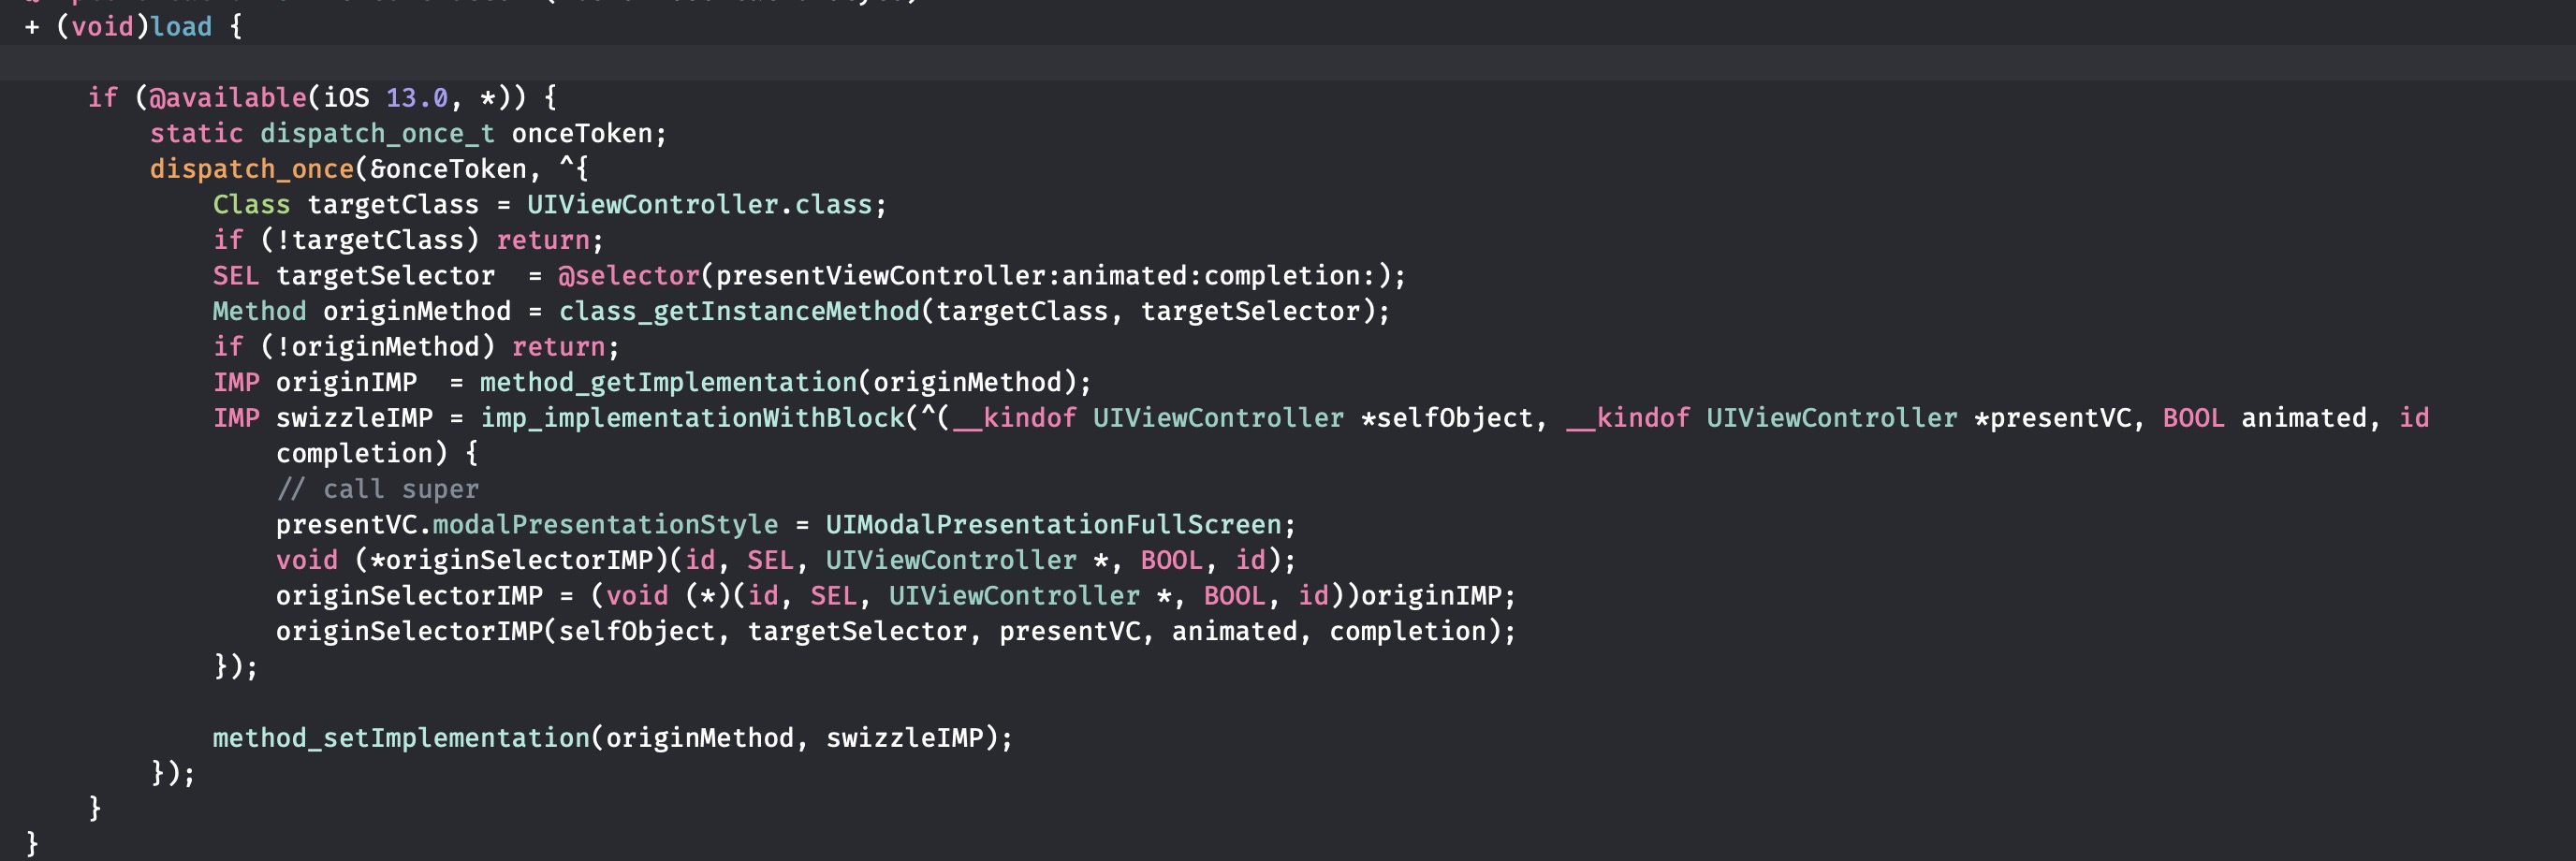 + (void)load {
    if (@available(iOS 13.0, *)) {
        static dispatch_once_t onceToken;
        dispatch_once(&onceToken, ^{
            Class targetClass = UIViewController.class;
            if (!targetClass) return;
            SEL targetSelector  = @selector(presentViewController:animated:completion:);
            Method originMethod = class_getInstanceMethod(targetClass, targetSelector);
            if (!originMethod) return;
            IMP originIMP  = method_getImplementation(originMethod);
            IMP swizzleIMP = imp_implementationWithBlock(^(__kindof UIViewController *selfObject, __kindof UIViewController *presentVC, BOOL animated, id
                completion) {
                // call super
                presentVC.modalPresentationStyle = UIModalPresentationFullScreen;
                void (*originSelectorIMP)(id, SEL, UIViewController *, BOOL, id);
                originSelectorIMP = (void (*)(id, SEL, UIViewController *, BOOL, id))originIMP;
                originSelectorIMP(selfObject, targetSelector, presentVC, animated, completion);
            });
            method_setImplementation(originMethod, swizzleIMP);
        });
    }
}